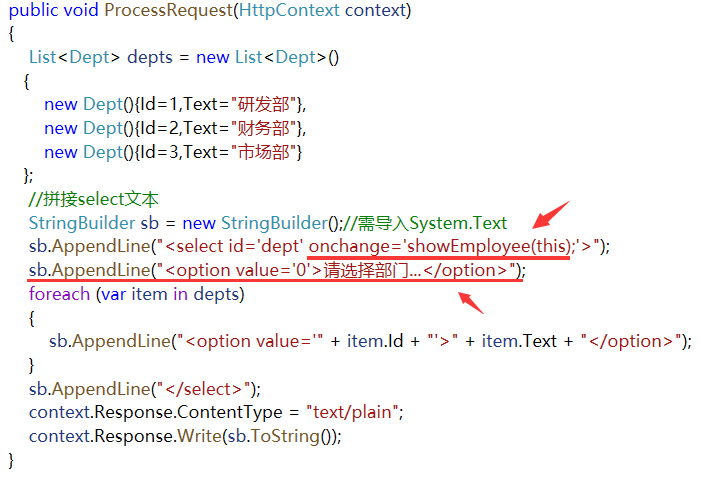 public void ProcessRequest(HttpContext context)
{
List<Dept> depts = new List<Dept>()
{
new Dept(){Id=1,Text="研发部"},
new Dept(){Id=2,Text="财务部"},
new Dept(){Id=3,Text="市场部"}
};
//拼接select文本
StringBuilder sb = new StringBuilder();//需导入System.Text
sb.AppendLine("<select id='dept' onchange='showEmployee(this);'>");
sb.AppendLine("<option value='0'>请选择部门...</option>");
foreach (var item in depts)
{
sb.AppendLine("<option value='" + item.Id + "'>" + item.Text + "</option>");
}
sb.AppendLine("</select>");
context.Response.ContentType = "text/plain";
context.Response.Write(sb.ToString());
}